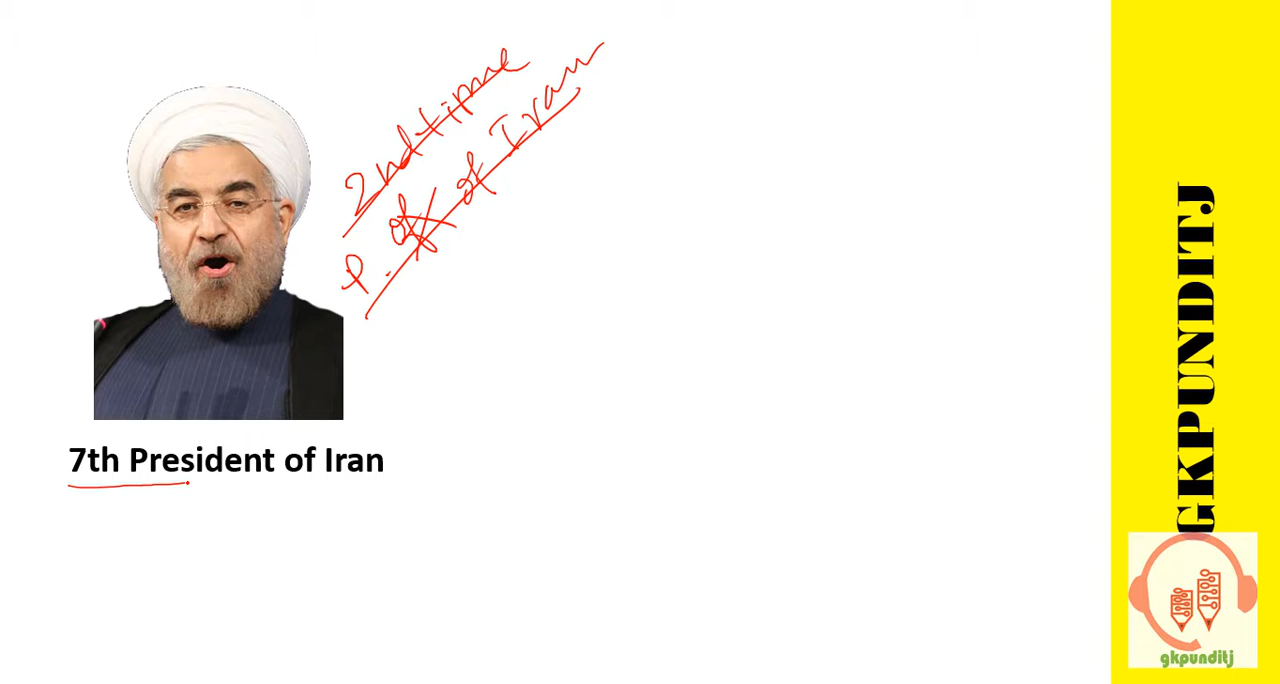 2nd time
P. of Iran
7th President of Iran
GKPUNDITJ
gkpunditj